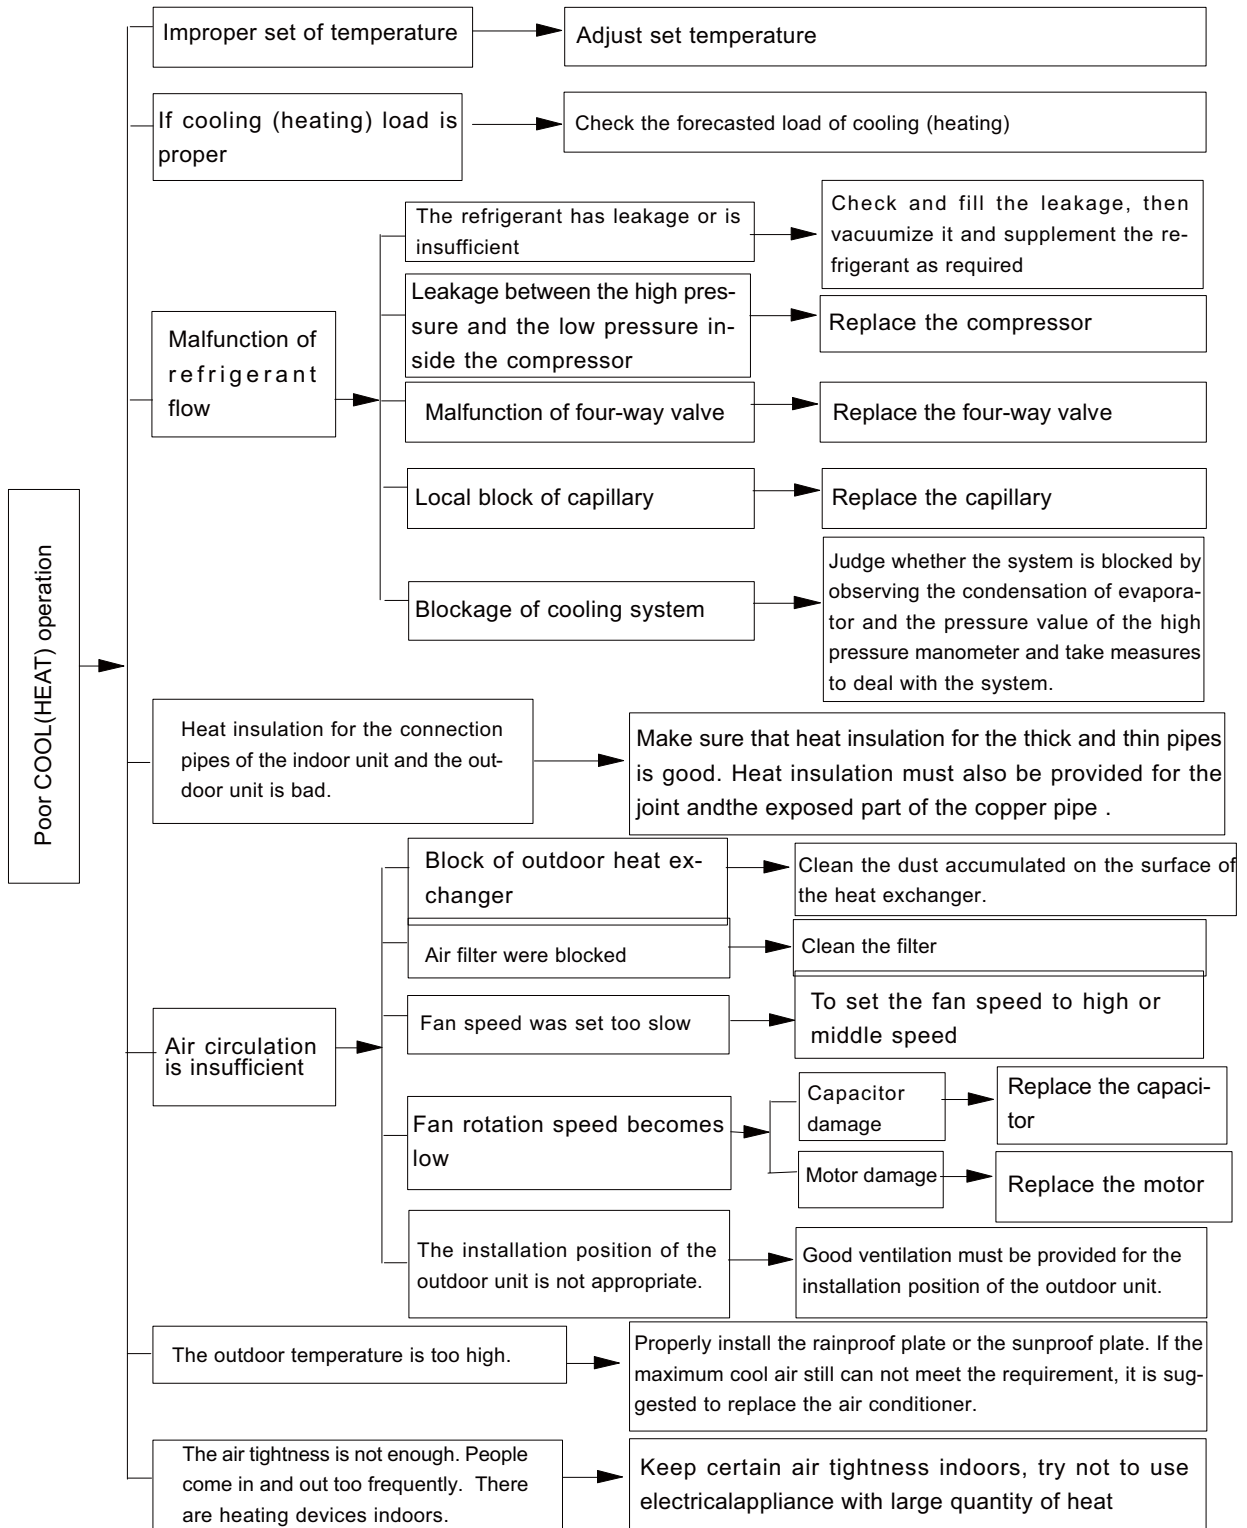 Improper set of temperature
Adjust set temperature
If cooling (heating) load is
proper
Check the forecasted load of cooling (heating)
The refrigerant has leakage or is
insufficient
Check and fill the leakage, then
vacuumize it and supplement the re-
frigerant as required
Leakage between the high pres-
sure and the low pressure in-
side the compressor
Replace the compressor
Malfunction of
refrigerant
flow
Malfunction of four-way valve
Replace the four-way valve
Local block of capillary
Replace the capillary
Blockage of cooling system
Judge whether the system is blocked by
observing the condensation of evapora-
tor and the pressure value of the high
pressure manometer and take measures
to deal with the system.
Poor COOL(HEAT) operation
Heat insulation for the connection
pipes of the indoor unit and the out-
door unit is bad.
Make sure that heat insulation for the thick and thin pipes
is good. Heat insulation must also be provided for the
joint andthe exposed part of the copper pipe .
Block of outdoor heat ex-
changer
Clean the dust accumulated on the surface of
the heat exchanger.
Air filter were blocked
Clean the filter
Fan speed was set too slow
To set the fan speed to high or
middle speed
Air circulation
is insufficient
Fan rotation speed becomes
low
Capacitor
damage
Replace the capaci-
tor
Motor damage
Replace the motor
The installation position of the
outdoor unit is not appropriate.
Good ventilation must be provided for the
installation position of the outdoor unit.
The outdoor temperature is too high.
Properly install the rainproof plate or the sunproof plate. If the
maximum cool air still can not meet the requirement, it is sug-
gested to replace the air conditioner.
The air tightness is not enough. People
come in and out too frequently. There
are heating devices indoors.
Keep certain air tightness indoors, try not to use
electricalappliance with large quantity of heat